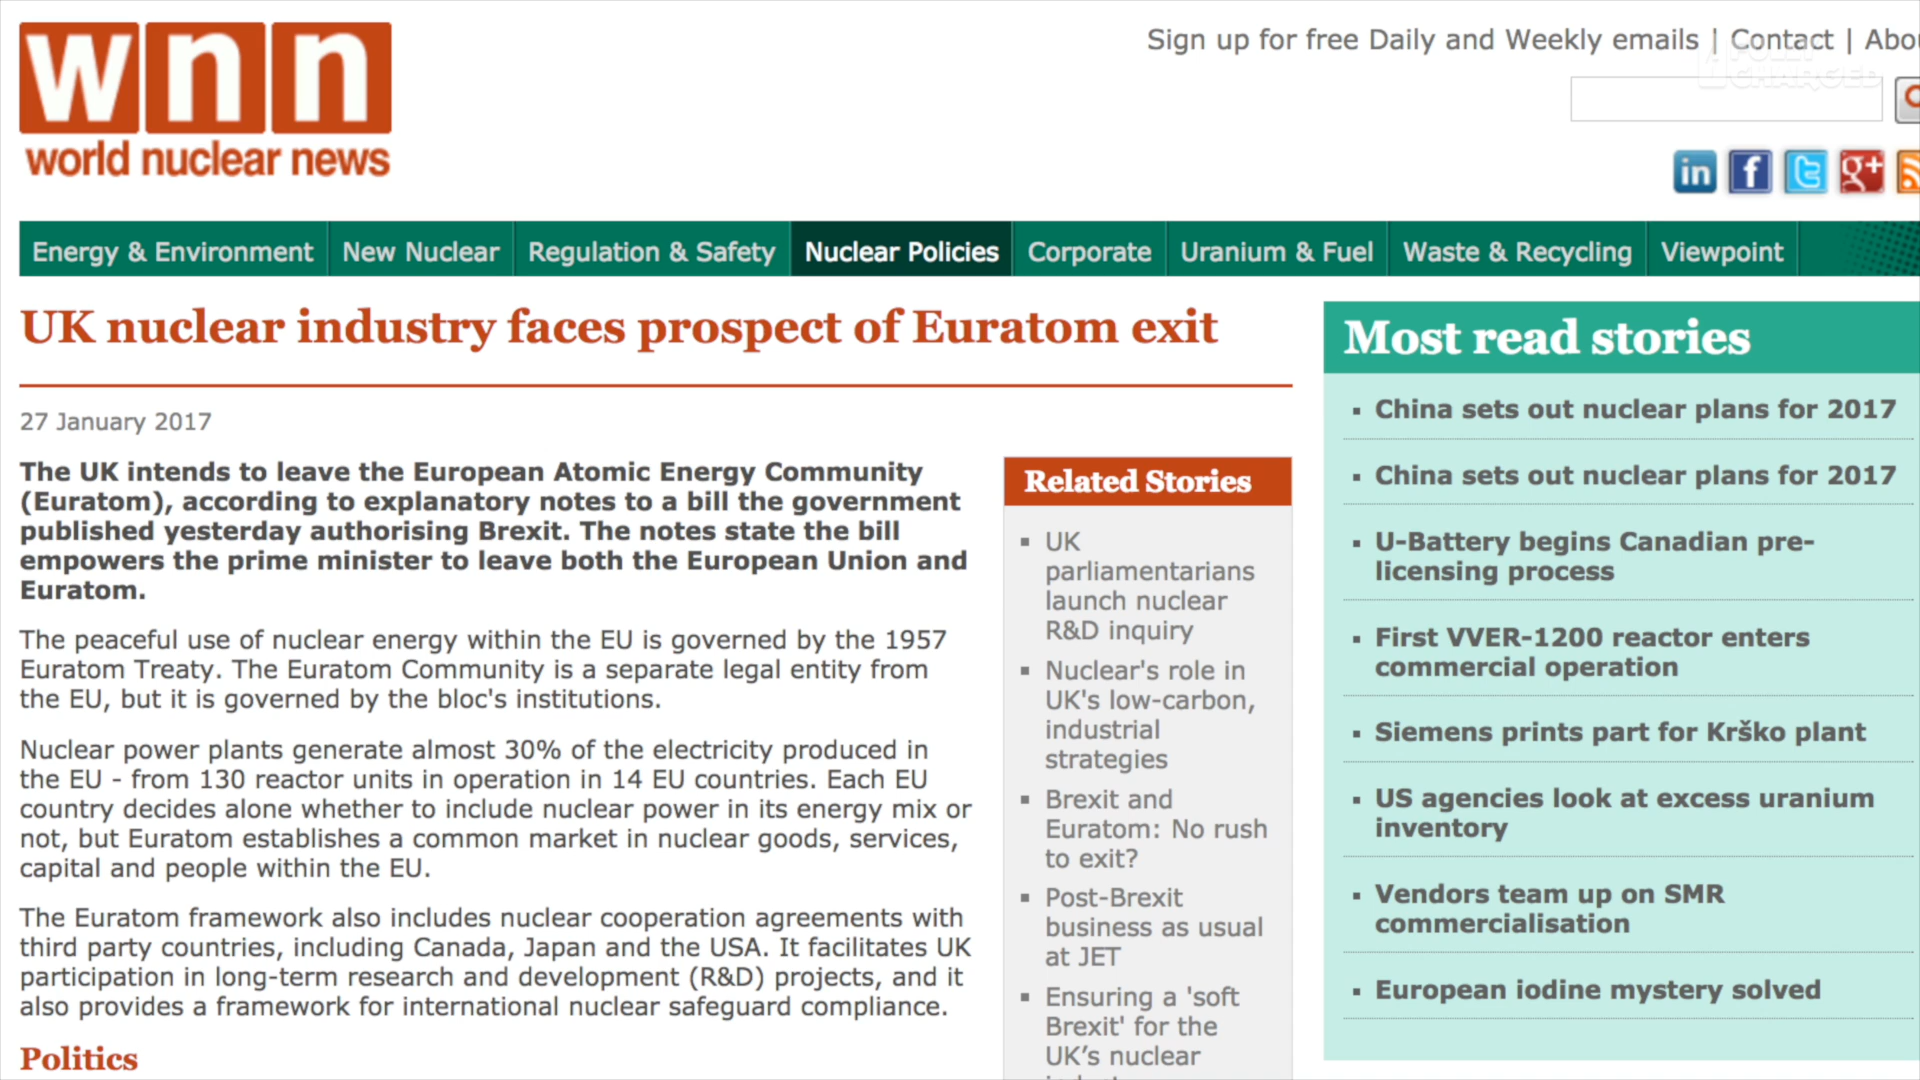 wnn
world nuclear news
Sign up for free Daily and Weekly emails | Contact |
FULLY
CHARGED
in f t g+
Energy & Environment New Nuclear Regulation & Safety Nuclear Policies Corporate Uranium & Fuel Waste & Recycling Viewpoint
UK nuclear industry faces prospect of Euratom exit
27 January 2017
The UK intends to leave the European Atomic Energy Community
(Euratom), according to explanatory notes to a bill the government
published yesterday authorising Brexit. The notes state the bill
empowers the prime minister to leave both the European Union and
Euratom.
The peaceful use of nuclear energy within the EU is governed by the 1957
Euratom Treaty. The Euratom Community is a separate legal entity from
the EU, but it is governed by the bloc's institutions.
Nuclear power plants generate almost 30% of the electricity produced in
the EU - from 130 reactor units in operation in 14 EU countries. Each EU
country decides alone whether to include nuclear power in its energy mix or
not, but Euratom establishes a common market in nuclear goods, services,
capital and people within the EU.
The Euratom framework also includes nuclear cooperation agreements with
third party countries, including Canada, Japan and the USA. It facilitates UK
participation in long-term research and development (R&D) projects, and it
also provides a framework for international nuclear safeguard compliance.
Politics
Related Stories
UK
parliamentarians
launch nuclear
R&D inquiry
Nuclear's role in
UK's low-carbon,
industrial
strategies
Brexit and
Euratom: No rush
to exit?
Post-Brexit
business as usual
at JET
Ensuring a 'soft
Brexit' for the
UK’s nuclear
Most read stories
China sets out nuclear plans for 2017
China sets out nuclear plans for 2017
U-Battery begins Canadian pre-
licensing process
First VVER-1200 reactor enters
commercial operation
Siemens prints part for Krško plant
US agencies look at excess uranium
inventory
Vendors team up on SMR
commercialisation
European iodine mystery solved